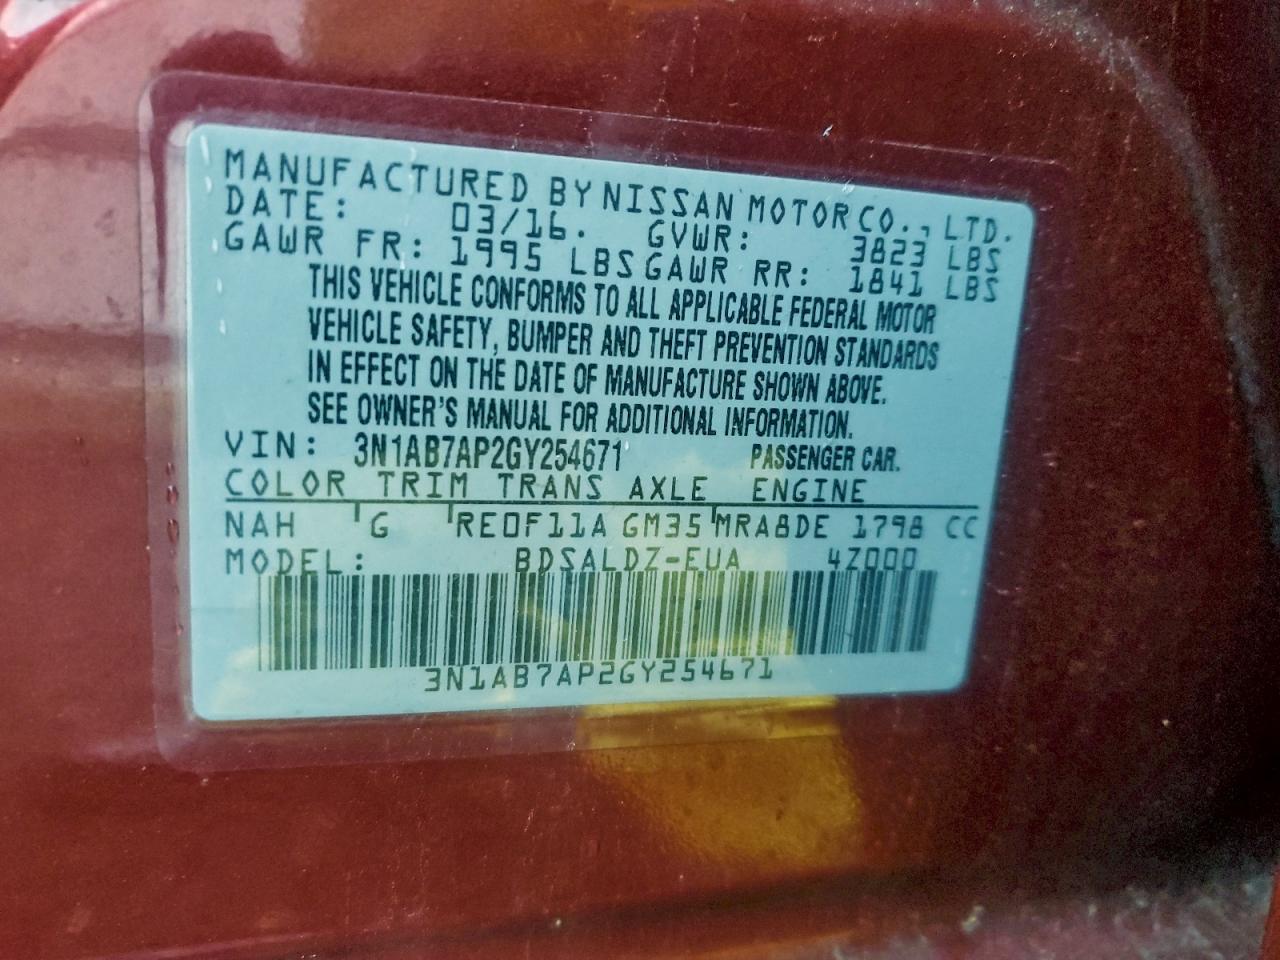 MANUFACTURED BY NISSAN MOTOR CO., LTD.
DATE: 03/16. GVWR: 3823 LBS
GAWR FR: 1995 LBS GAWR RR: 1841 LBS
THIS VEHICLE CONFORMS TO ALL APPLICABLE FEDERAL MOTOR
VEHICLE SAFETY, BUMPER AND THEFT PREVENTION STANDARDS
IN EFFECT ON THE DATE OF MANUFACTURE SHOWN ABOVE.
SEE OWNER'S MANUAL FOR ADDITIONAL INFORMATION.
VIN: 3N1AB7AP2GY254671 PASSENGER CAR.
COLOR TRIM TRANS AXLE ENGINE
NAH G RE0F11A GM35 MRA8DE 1798 CC
MODEL: BDSALDZ-EUA 4Z000
3N1AB7AP2GY254671